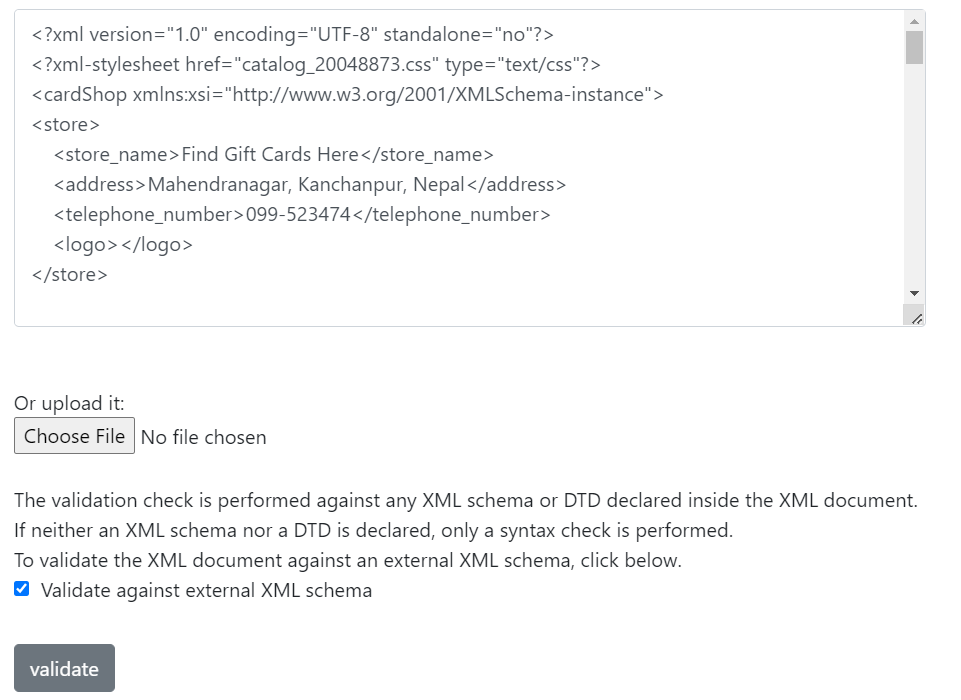 <?xml version="1.0" encoding="UTF-8" standalone="no"?>
<?xml-stylesheet href="catalog_20048873.css" type="text/css"?>
<cardShop xmlns:xsi="http://www.w3.org/2001/XMLSchema-instance">
<store>
<store_name>Find Gift Cards Here</store_name>
<address>Mahendranagar, Kanchanpur, Nepal</address>
<telephone_number>099-523474</telephone_number>
<logo></logo>
</store>
Or upload it:
Choose File No file chosen
The validation check is performed against any XML schema or DTD declared inside the XML document.
If neither an XML schema nor a DTD is declared, only a syntax check is performed.
To validate the XML document against an external XML schema, click below.
Validate against external XML schema
validate